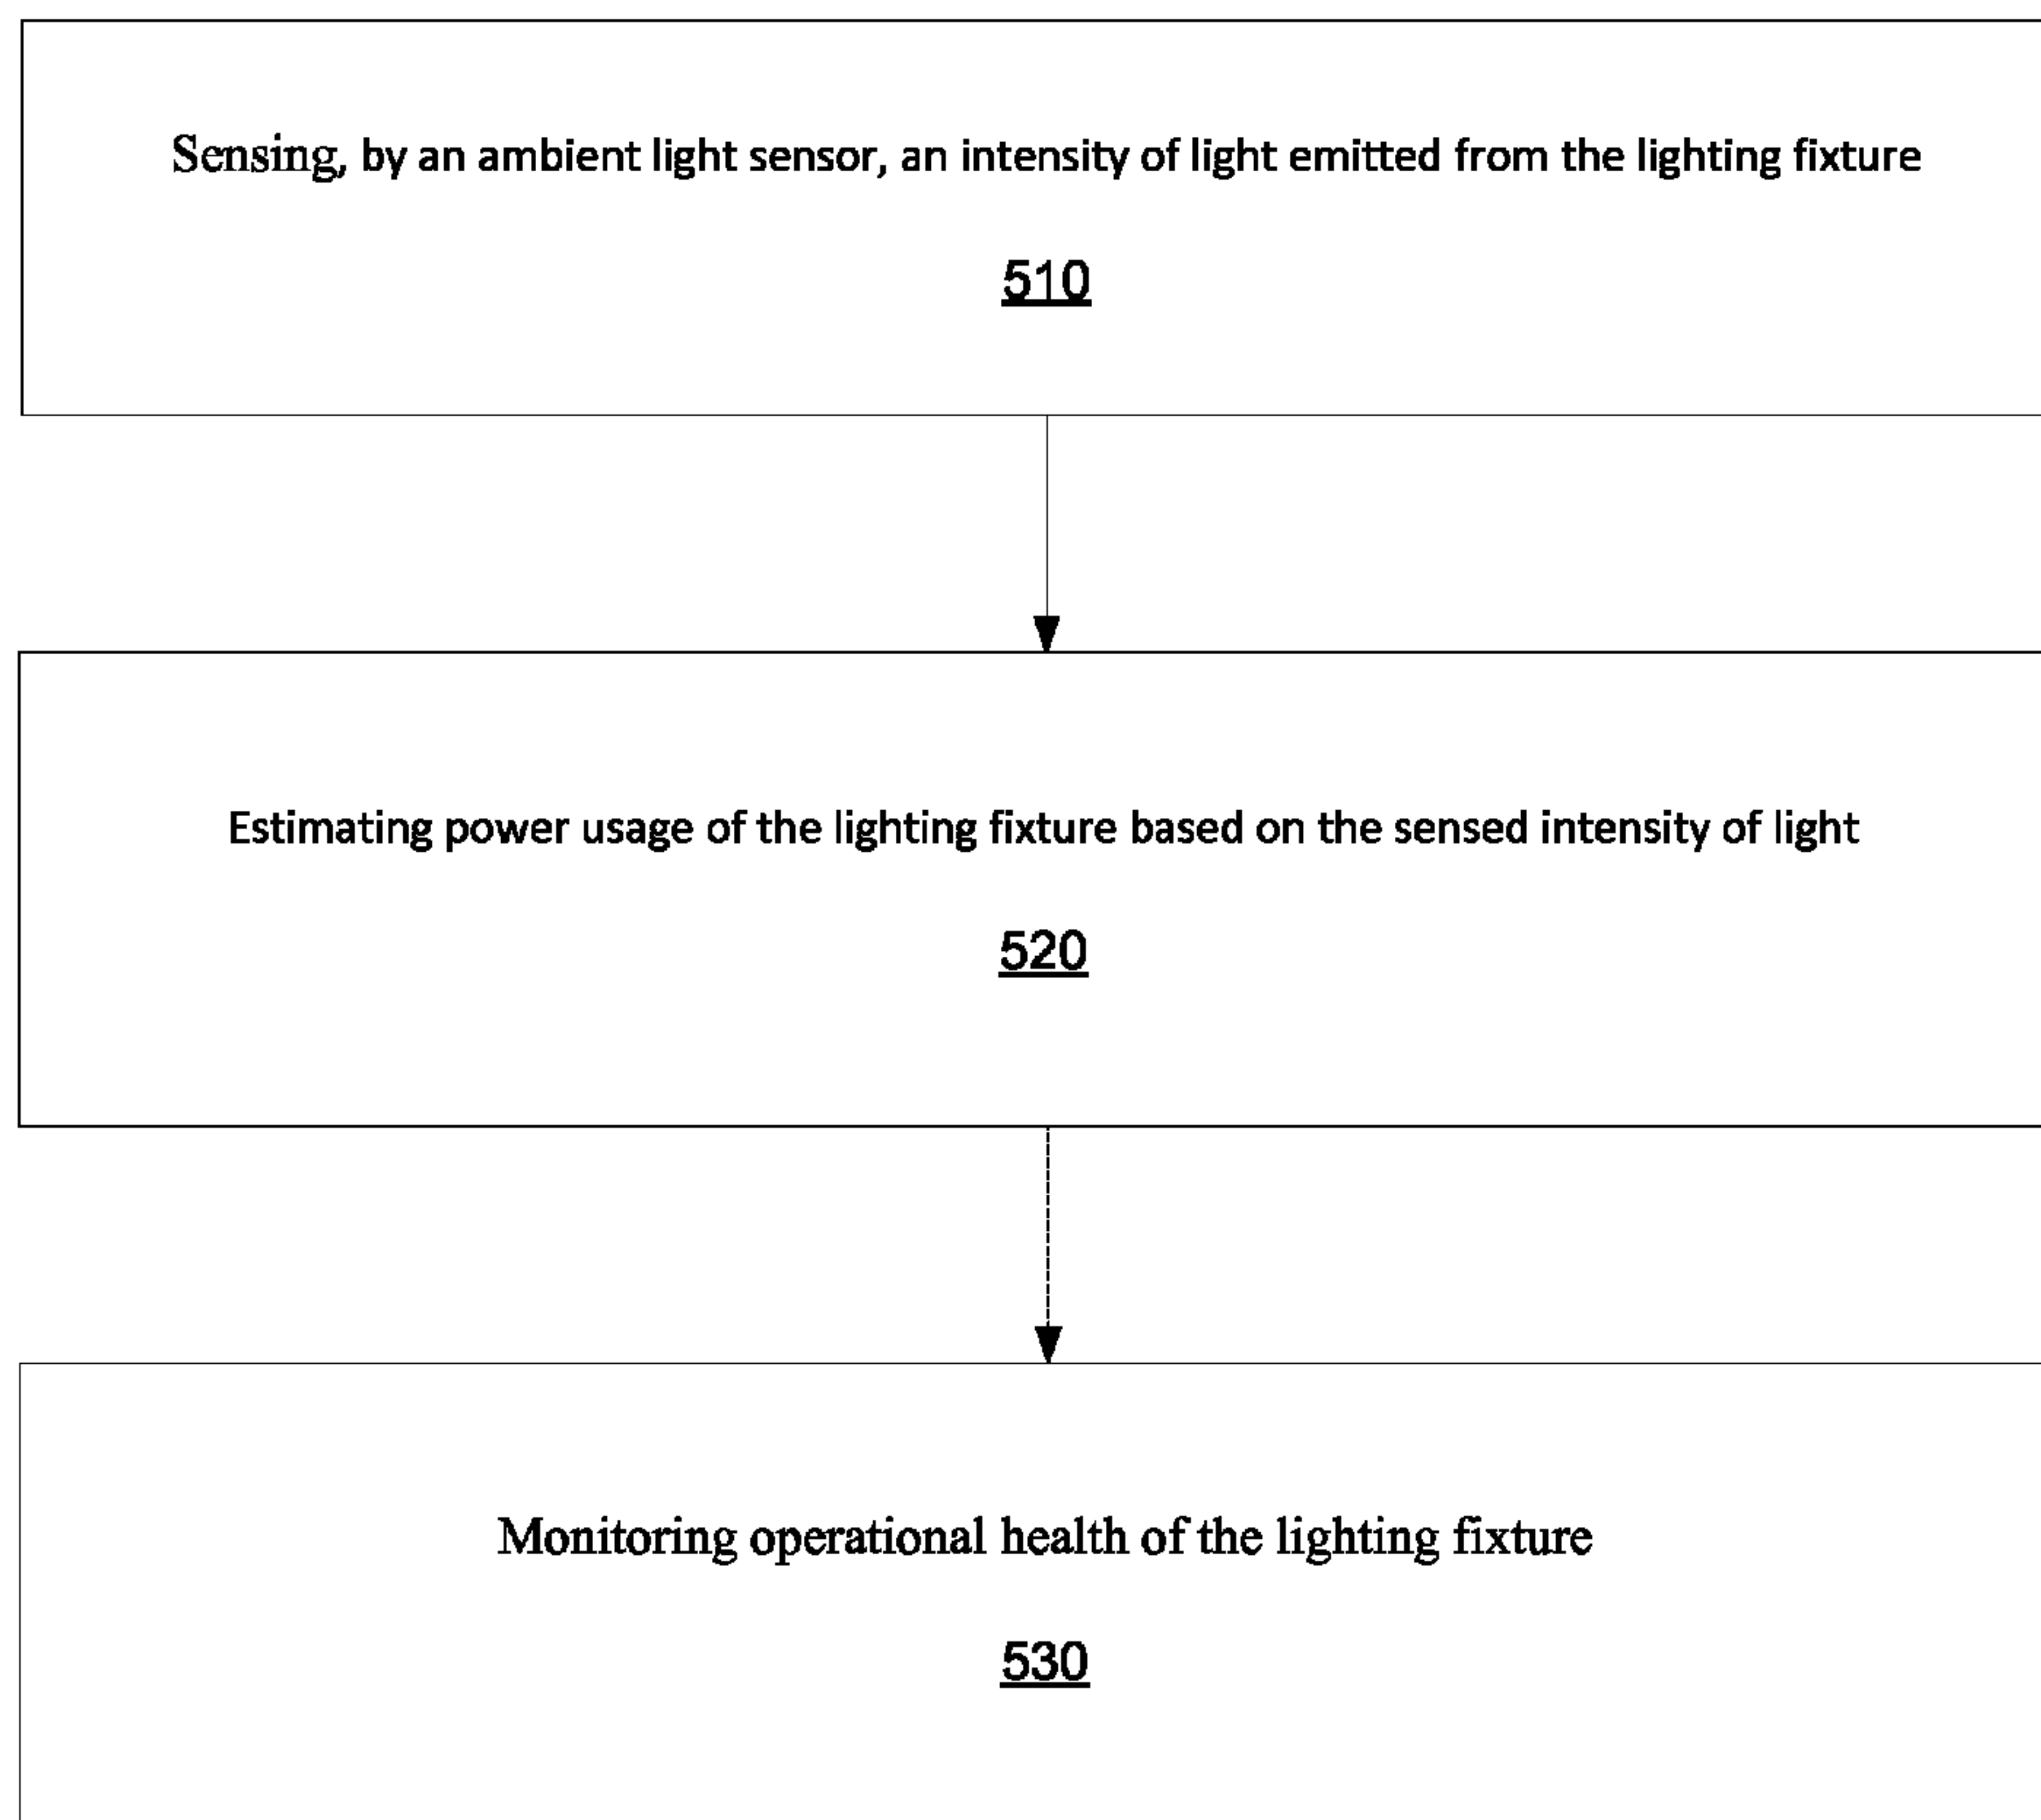 Sensing, by an ambient light sensor, an intensity of light emitted from the lighting fixture
510
Estimating power usage of the lighting fixture based on the sensed intensity of light
520
Monitoring operational health of the lighting fixture
530